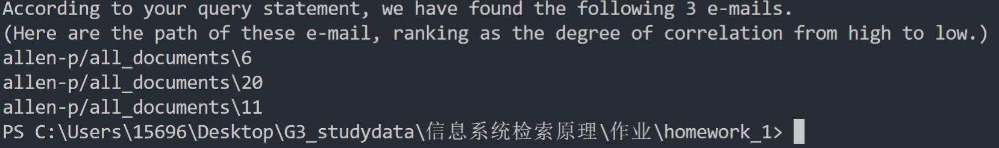 According to your query statement, we have found the following 3 e-mails.
(Here are the path of these e-mail, ranking as the degree of correlation from high to low.)
allen-p/all_documents\6
allen-p/all_documents\20
allen-p/all_documents\11
PS C:\Users\15696\Desktop\G3_studydata\信息系统检索原理\作业\homework_1>